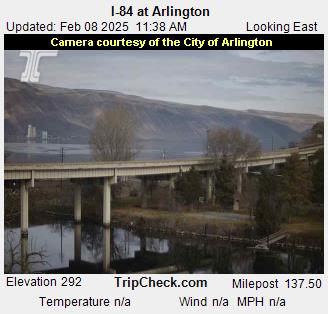 I-84 at Arlington
Updated: Feb 08 2025 11:38 AM Looking East
Camera courtesy of the City of Arlington
Elevation 292 TripCheck.com Milepost 137.50
Temperature n/a Wind n/a MPH n/a